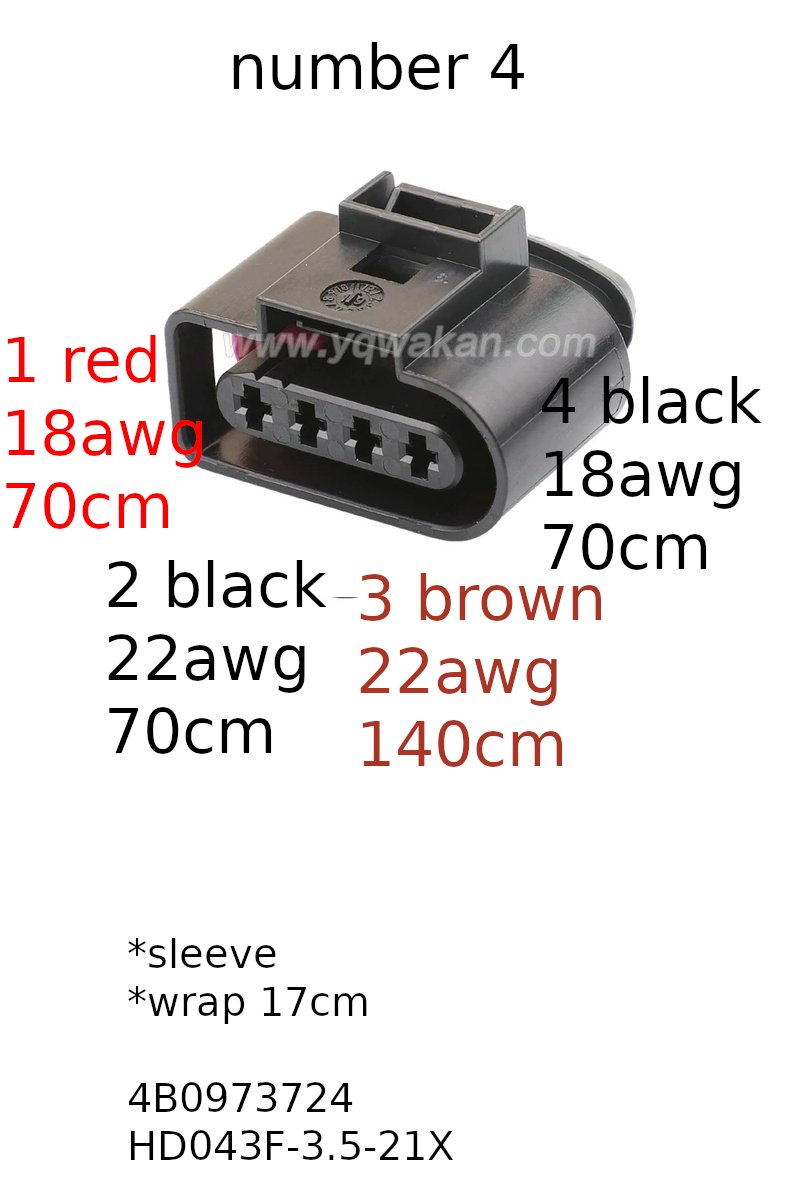 number 4
www.yqwakan.com
1 red
18awg
70cm
4 black
18awg
70cm
2 black
22awg
70cm
3 brown
22awg
140cm
*sleeve
*wrap 17cm
4B0973724
HD043F-3.5-21X